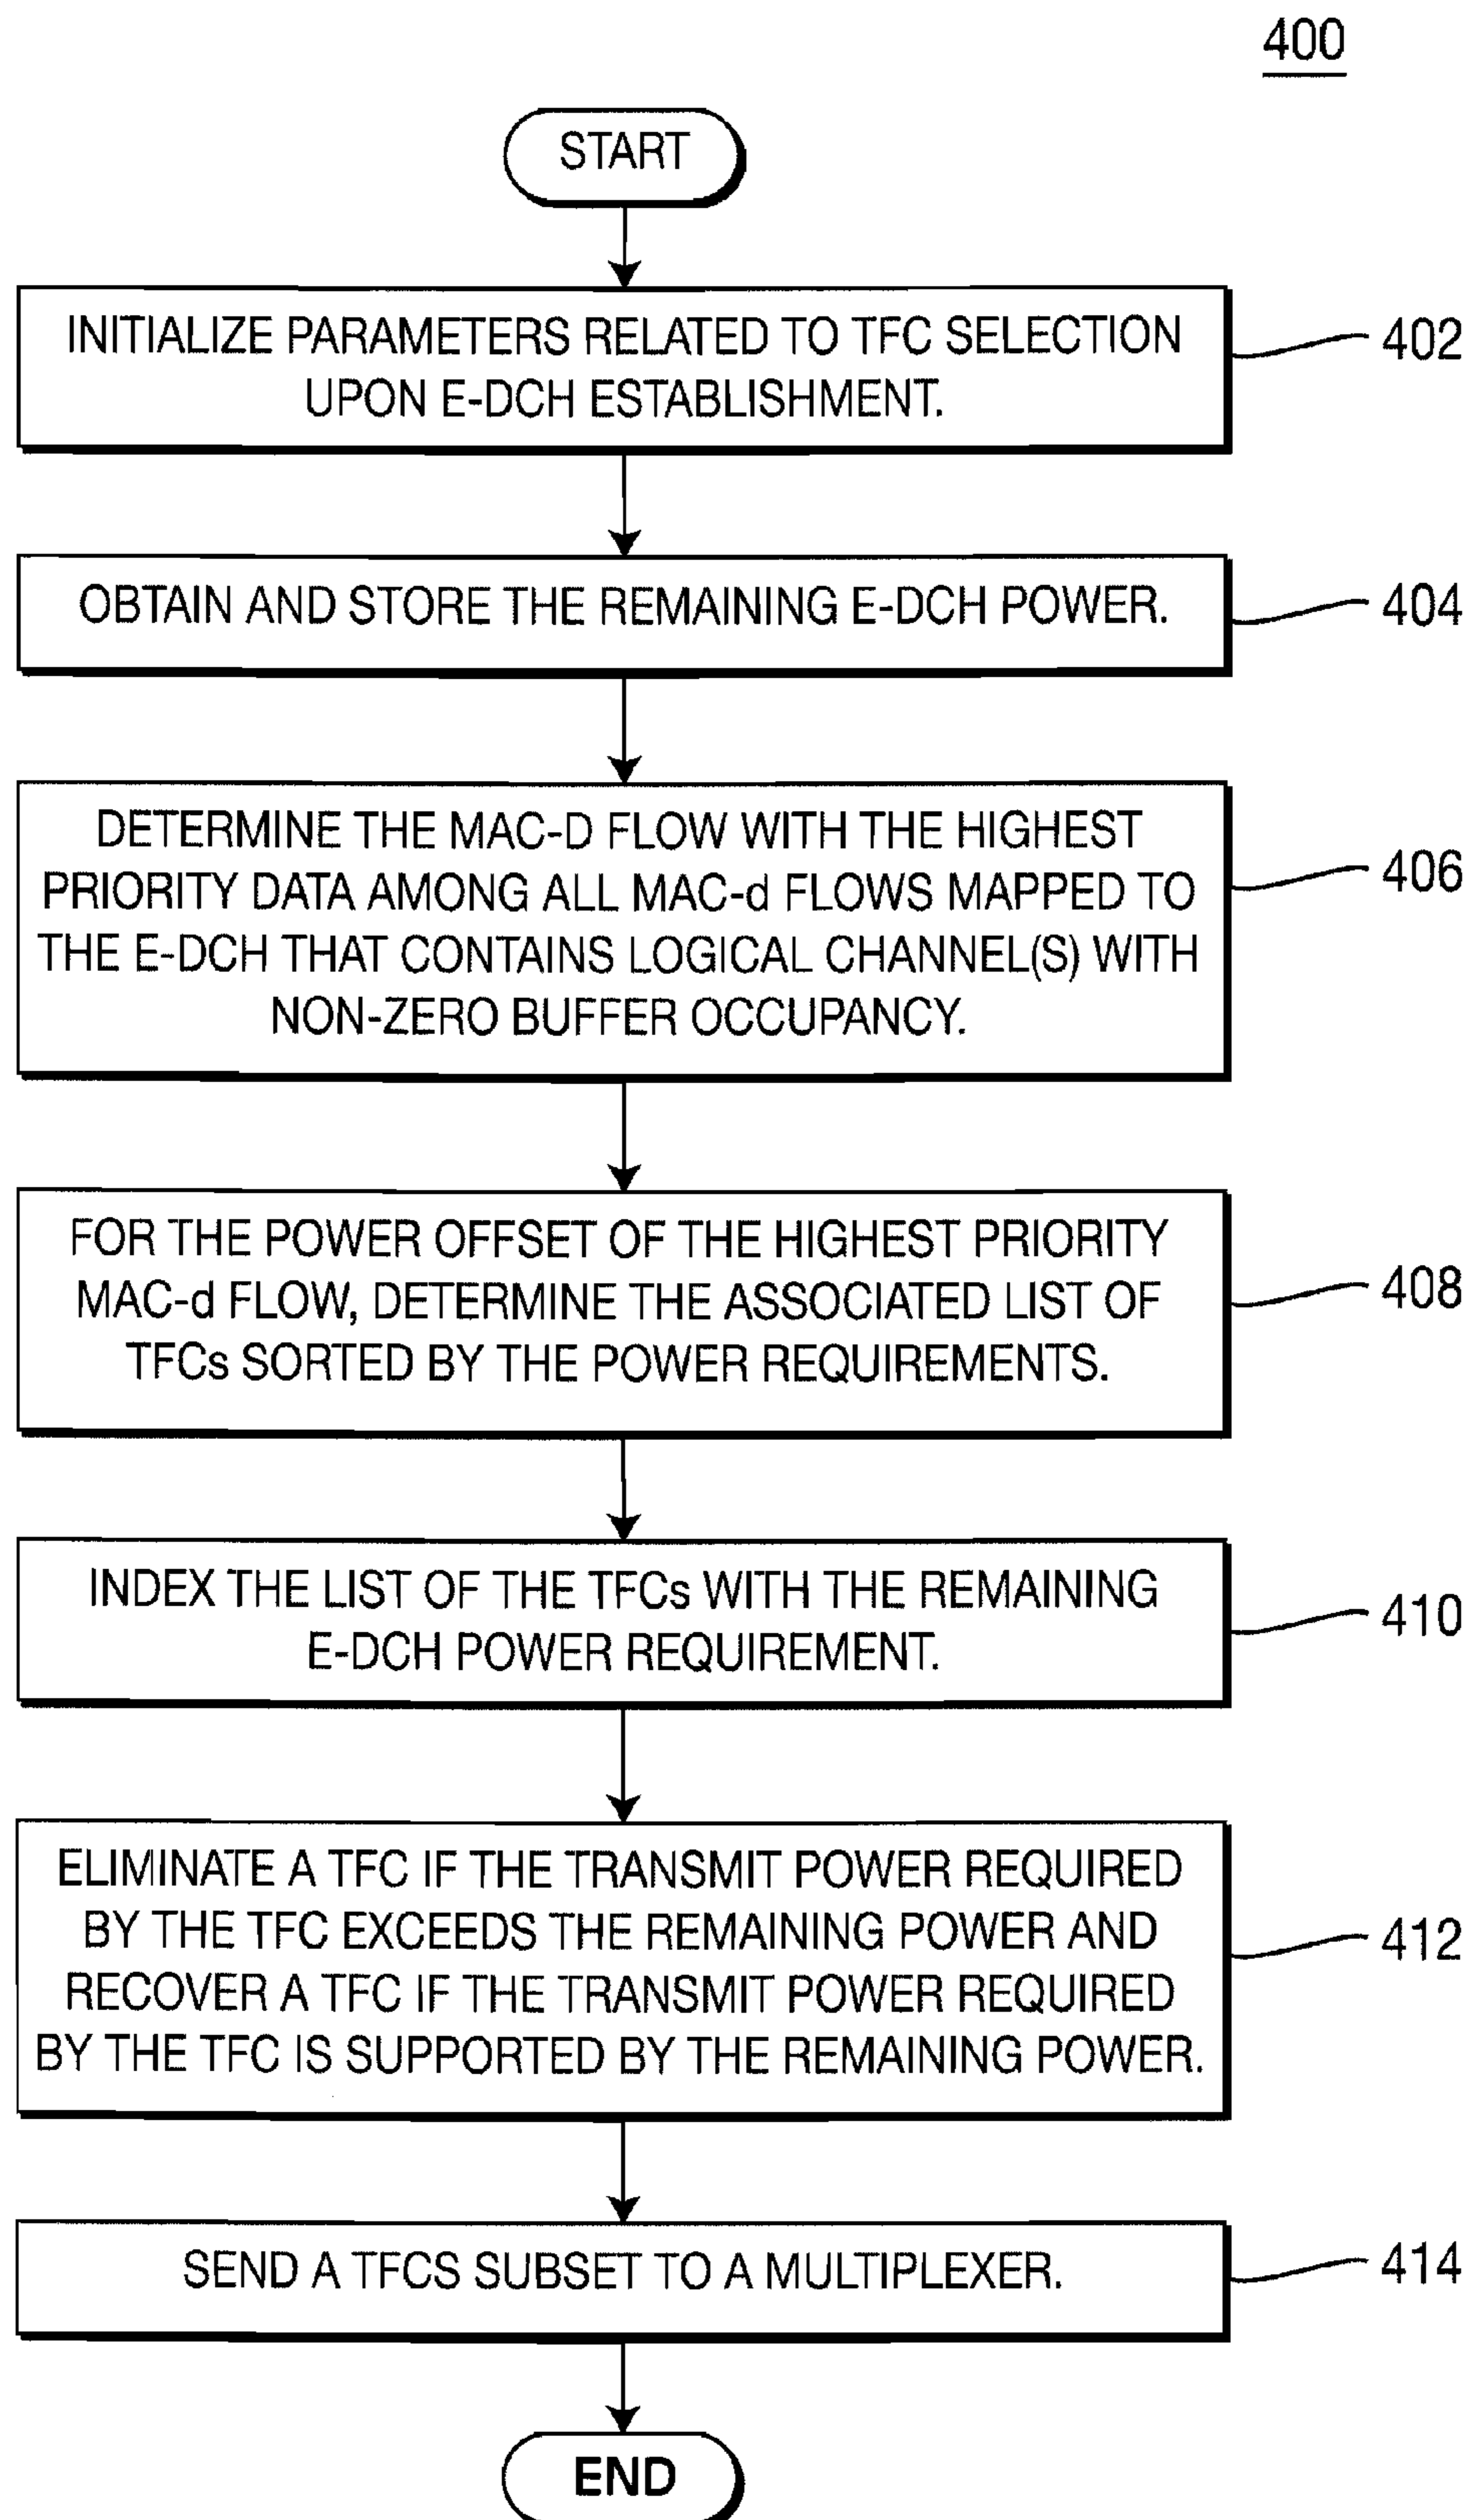 400
START
INITIALIZE PARAMETERS RELATED TO TFC SELECTION
UPON E-DCH ESTABLISHMENT.
402
OBTAIN AND STORE THE REMAINING E-DCH POWER.
404
DETERMINE THE MAC-D FLOW WITH THE HIGHEST
PRIORITY DATA AMONG ALL MAC-d FLOWS MAPPED TO
THE E-DCH THAT CONTAINS LOGICAL CHANNEL(S) WITH
NON-ZERO BUFFER OCCUPANCY.
406
FOR THE POWER OFFSET OF THE HIGHEST PRIORITY
MAC-d FLOW, DETERMINE THE ASSOCIATED LIST OF
TFCs SORTED BY THE POWER REQUIREMENTS.
408
INDEX THE LIST OF THE TFCs WITH THE REMAINING
E-DCH POWER REQUIREMENT.
410
ELIMINATE A TFC IF THE TRANSMIT POWER REQUIRED
BY THE TFC EXCEEDS THE REMAINING POWER AND
RECOVER A TFC IF THE TRANSMIT POWER REQUIRED
BY THE TFC IS SUPPORTED BY THE REMAINING POWER.
412
SEND A TFCS SUBSET TO A MULTIPLEXER.
414
END